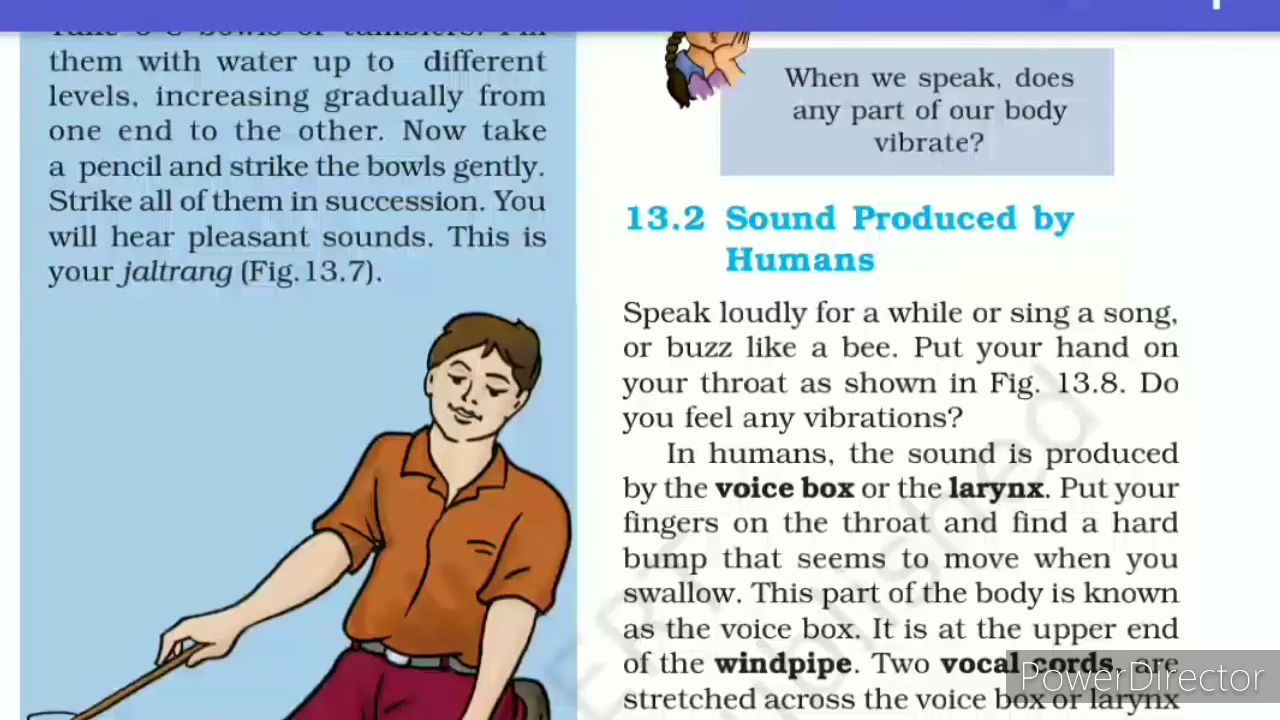 them with water up to different
levels, increasing gradually from
one end to the other. Now take
a pencil and strike the bowls gently.
Strike all of them in succession. You
will hear pleasant sounds. This is
your jaltrang (Fig.13.7).
When we speak, does
any part of our body
vibrate?
13.2 Sound Produced by
Humans
Speak loudly for a while or sing a song,
or buzz like a bee. Put your hand on
your throat as shown in Fig. 13.8. Do
you feel any vibrations?
In humans, the sound is produced
by the voice box or the larynx. Put your
fingers on the throat and find a hard
bump that seems to move when you
swallow. This part of the body is known
as the voice box. It is at the upper end
of the windpipe. Two vocal cords, are
stretched across the voice box or larynx
PowerDirector